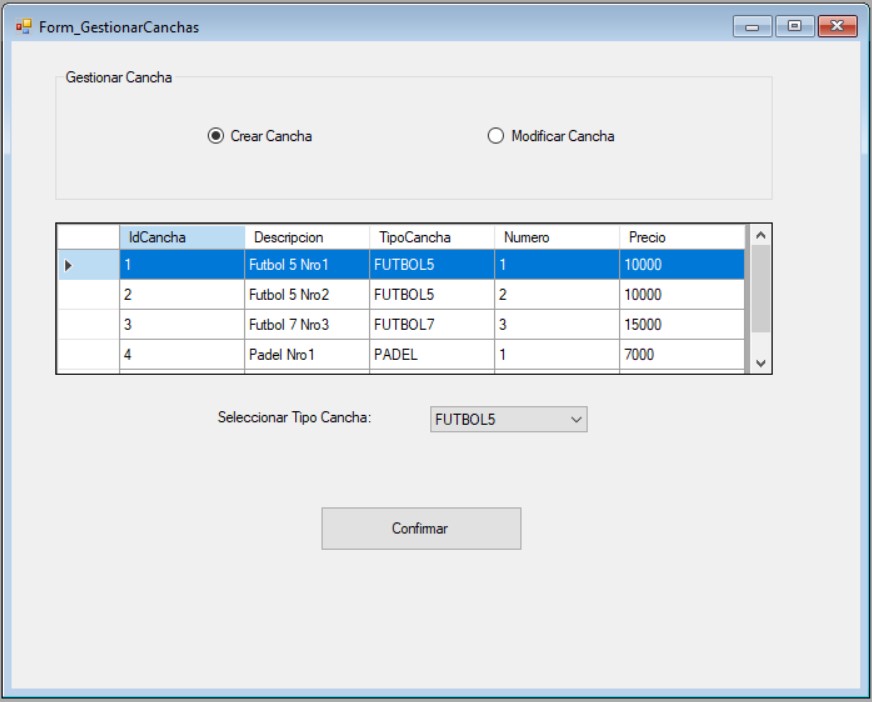 Form_GestionarCanchas
Gestionar Cancha
Crear Cancha Modificar Cancha
IdCancha Descripcion TipoCancha Numero Precio
1 Futbol 5 Nro1 FUTBOL5 1 10000
2 Futbol 5 Nro2 FUTBOL5 2 10000
3 Futbol 7 Nro3 FUTBOL7 3 15000
4 Padel Nro1 PADEL 1 7000
Seleccionar Tipo Cancha: FUTBOL5
Confirmar